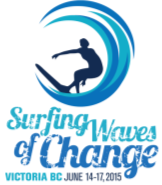 Surfing Waves
of Change
VICTORIA BC JUNE 14-17, 2015